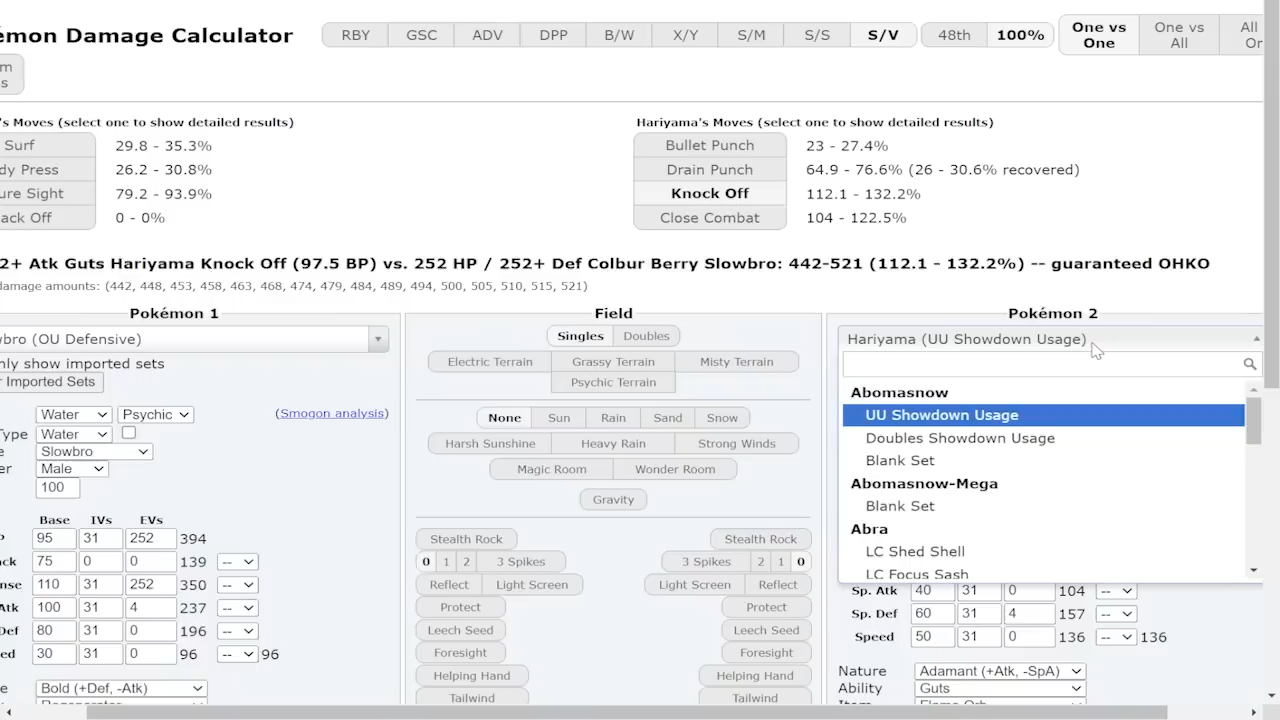 émon Damage Calculator
RBY GSC ADV DPP B/W X/Y S/M S/S S/V 48th 100% One vs One One vs All All Or
m
s
's Moves (select one to show detailed results)
Surf 29.8 - 35.3%
dy Press 26.2 - 30.8%
ure Sight 79.2 - 93.9%
ack Off 0 - 0%
Hariyama's Moves (select one to show detailed results)
Bullet Punch 23 - 27.4%
Drain Punch 64.9 - 76.6% (26 - 30.6% recovered)
Knock Off 112.1 - 132.2%
Close Combat 104 - 122.5%
2+ Atk Guts Hariyama Knock Off (97.5 BP) vs. 252 HP / 252+ Def Colbur Berry Slowbro: 442-521 (112.1 - 132.2%) -- guaranteed OHKO
damage amounts: (442, 448, 453, 458, 463, 468, 474, 479, 484, 489, 494, 500, 505, 510, 515, 521)
Pokémon 1
wbro (OU Defensive)
nly show imported sets
r Imported Sets
Water Psychic (Smogon analysis)
Type Water
e Slowbro
er Male
100
Base IVs EVs
P 95 31 252 394
ck 75 0 0 139 --
nse 110 31 252 350 --
Atk 100 31 4 237 --
Def 80 31 0 196 --
ed 30 31 0 96 -- 96
e Bold (+Def, -Atk)
Field
Singles Doubles
Electric Terrain Grassy Terrain Misty Terrain
Psychic Terrain
None Sun Rain Sand Snow
Harsh Sunshine Heavy Rain Strong Winds
Magic Room Wonder Room
Gravity
Stealth Rock Stealth Rock
0 1 2 3 Spikes 3 Spikes 2 1 0
Reflect Light Screen Light Screen Reflect
Protect Protect
Leech Seed Leech Seed
Foresight Foresight
Helping Hand Helping Hand
Tailwind Tailwind
Pokémon 2
Hariyama (UU Showdown Usage)
Abomasnow
UU Showdown Usage
Doubles Showdown Usage
Blank Set
Abomasnow-Mega
Blank Set
Abra
LC Shed Shell
LC Focus Sash
Sp. Atk 40 31 0 104 --
Sp. Def 60 31 4 157 --
Speed 50 31 0 136 -- 136
Nature Adamant (+Atk, -SpA)
Ability Guts
Item Flame Orb